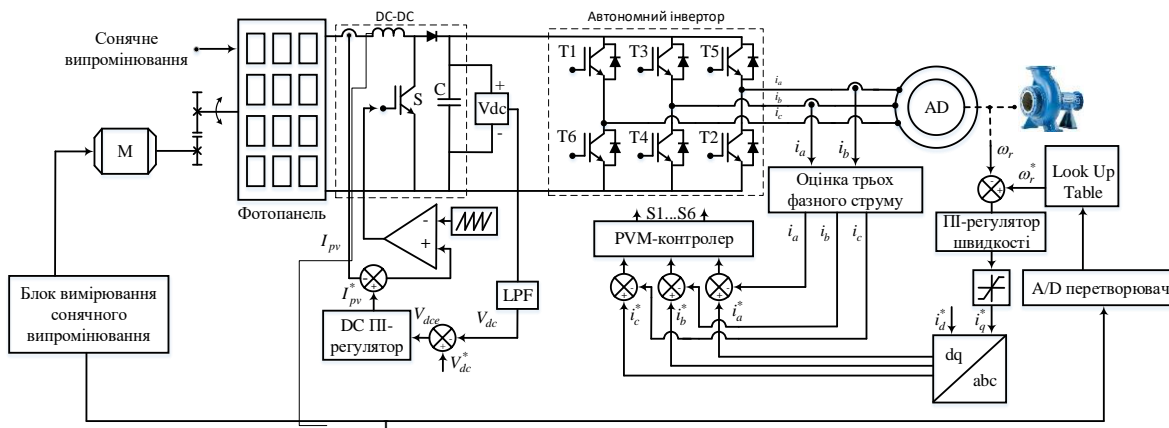 DC-DC
Автономний інвертор
Сонячне
випромінювання
T1
T3
T5
S
C
+
Vdc
-
i_a
i_b
i_c
AD
M
T6
T4
T2
Фотопанель
i_a
i_b
ω_r
ω_r^*
Look Up
Table
Оцінка трьох
фазного струму
I_pv
-
+
S1...S6
PVM-контролер
i_a
i_b
i_c
-
+
ПІ-регулятор
швидкості
Блок вимірювання
сонячного
випромінювання
-
+
I_pv^*
LPF
DC ПІ-
регулятор
V_dce
V_dc
-
+
V_dc^*
-
+
-
+
-
+
i_c^*
i_b^*
i_a^*
A/D перетворювач
i_d^*
i_q^*
dq
abc